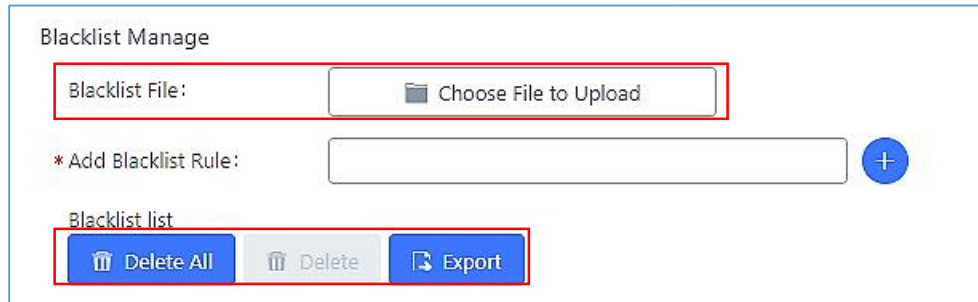 Blacklist Manage
Blacklist File: Choose File to Upload
* Add Blacklist Rule: +
Blacklist list
Delete All Delete Export